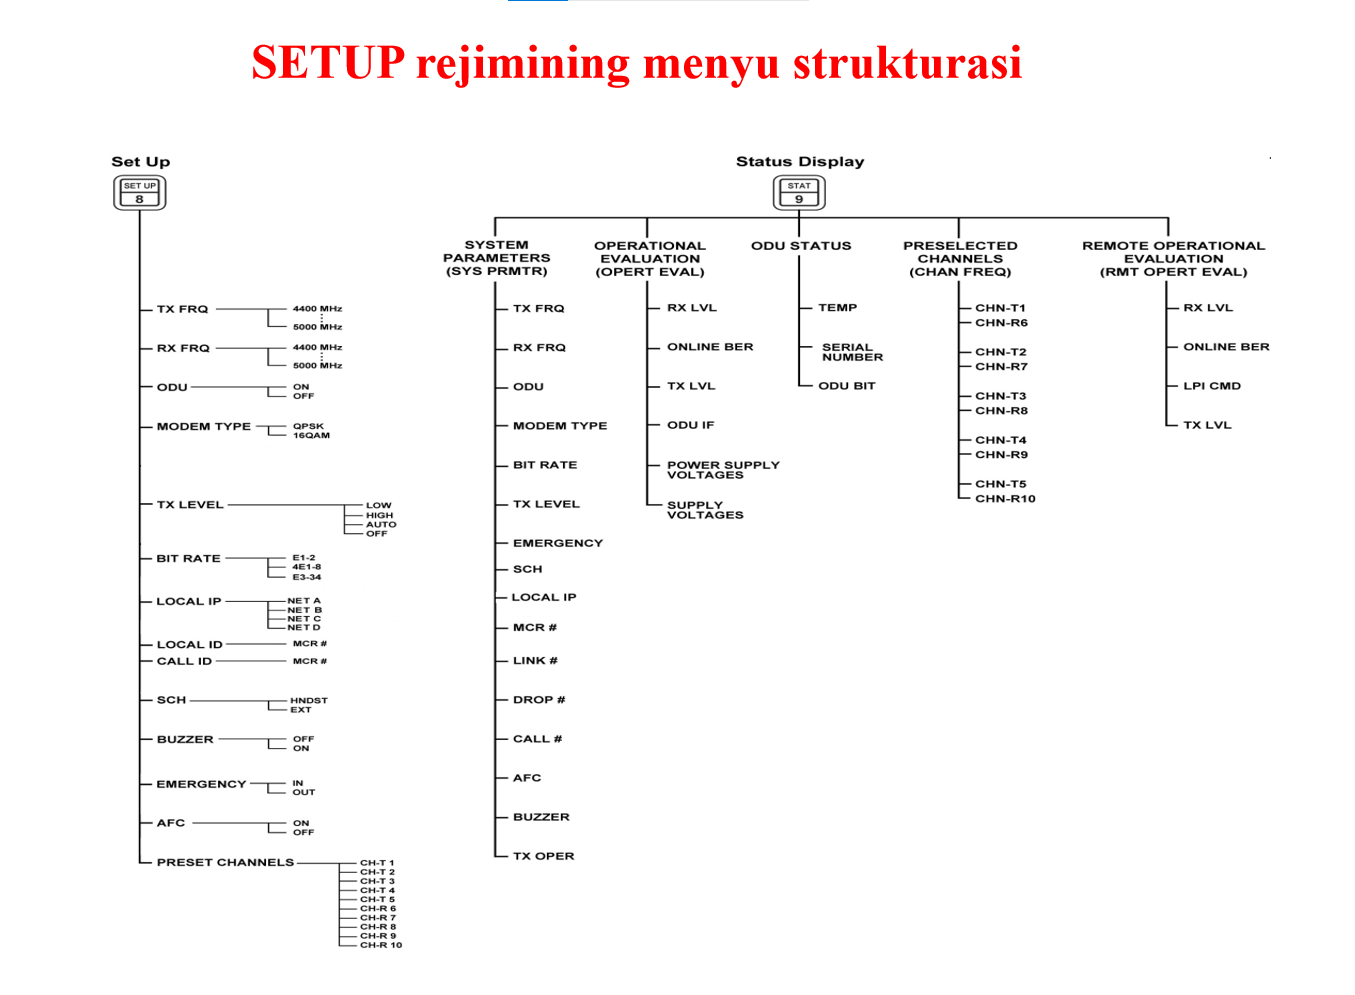 SETUP rejimining menyu strukturasi
Set Up
SET UP
8
TX FRQ
4400 MHz
5000 MHz
RX FRQ
4400 MHz
5000 MHz
ODU
ON
OFF
MODEM TYPE
QPSK
16QAM
TX LEVEL
LOW
HIGH
AUTO
OFF
BIT RATE
E1-2
4E1-8
E3-34
LOCAL IP
NET A
NET B
NET C
NET D
LOCAL ID
MCR #
CALL ID
MCR #
SCH
HNDST
EXT
BUZZER
OFF
ON
EMERGENCY
IN
OUT
AFC
ON
OFF
PRESET CHANNELS
CH-T 1
CH-T 2
CH-T 3
CH-T 4
CH-T 5
CH-R 6
CH-R 7
CH-R 8
CH-R 9
CH-R 10
Status Display
STAT
9
SYSTEM
PARAMETERS
(SYS PRMTR)
TX FRQ
RX FRQ
ODU
MODEM TYPE
BIT RATE
TX LEVEL
EMERGENCY
SCH
LOCAL IP
MCR #
LINK #
DROP #
CALL #
AFC
BUZZER
TX OPER
OPERATIONAL
EVALUATION
(OPERT EVAL)
RX LVL
ONLINE BER
TX LVL
ODU IF
POWER SUPPLY
VOLTAGES
SUPPLY
VOLTAGES
ODU STATUS
TEMP
SERIAL
NUMBER
ODU BIT
PRESELECTED
CHANNELS
(CHAN FREQ)
CHN-T1
CHN-R6
CHN-T2
CHN-R7
CHN-T3
CHN-R8
CHN-T4
CHN-R9
CHN-T5
CHN-R10
REMOTE OPERATIONAL
EVALUATION
(RMT OPERT EVAL)
RX LVL
ONLINE BER
LPI CMD
TX LVL